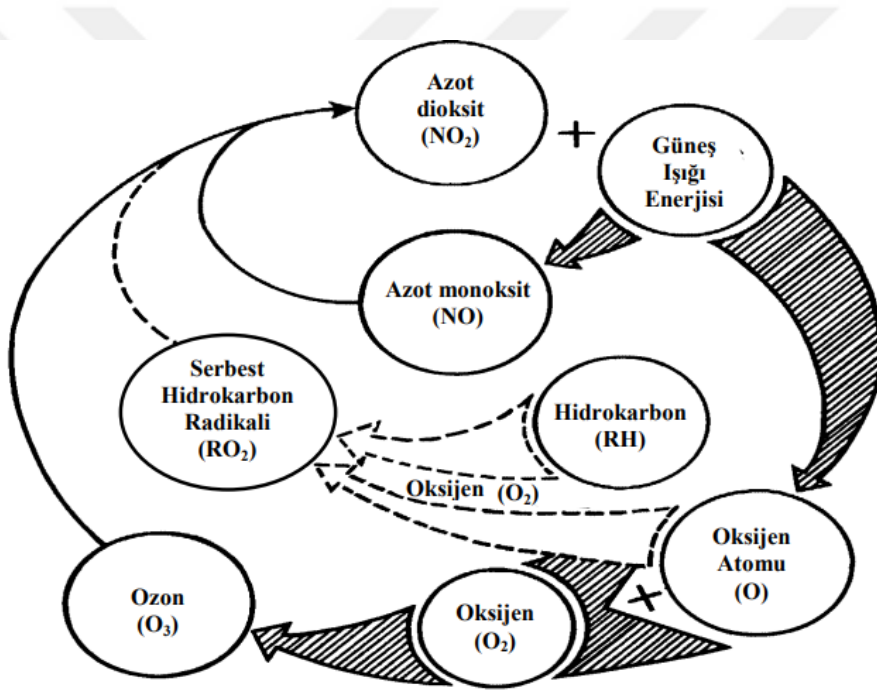 Azot
dioksit
(NO₂)
+
Güneş
Işığı
Enerjisi
Azot monoksit
(NO)
Serbest
Hidrokarbon
Radikali
(RO₂)
Hidrokarbon
(RH)
Oksijen (O₂)
Oksijen
Atomu
(O)
+
Ozon
(O₃)
Oksijen
(O₂)